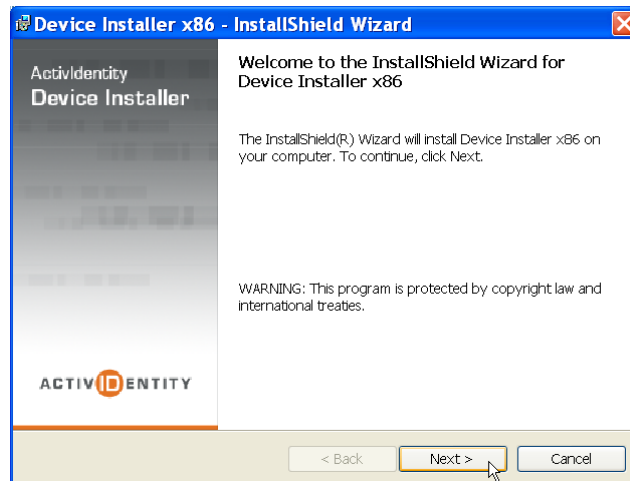 Device Installer x86 - InstallShield Wizard
ActivIdentity
Device Installer
Welcome to the InstallShield Wizard for
Device Installer x86
The InstallShield(R) Wizard will install Device Installer x86 on
your computer. To continue, click Next.
WARNING: This program is protected by copyright law and
international treaties.
ACTIVIDENTITY
< Back
Next >
Cancel